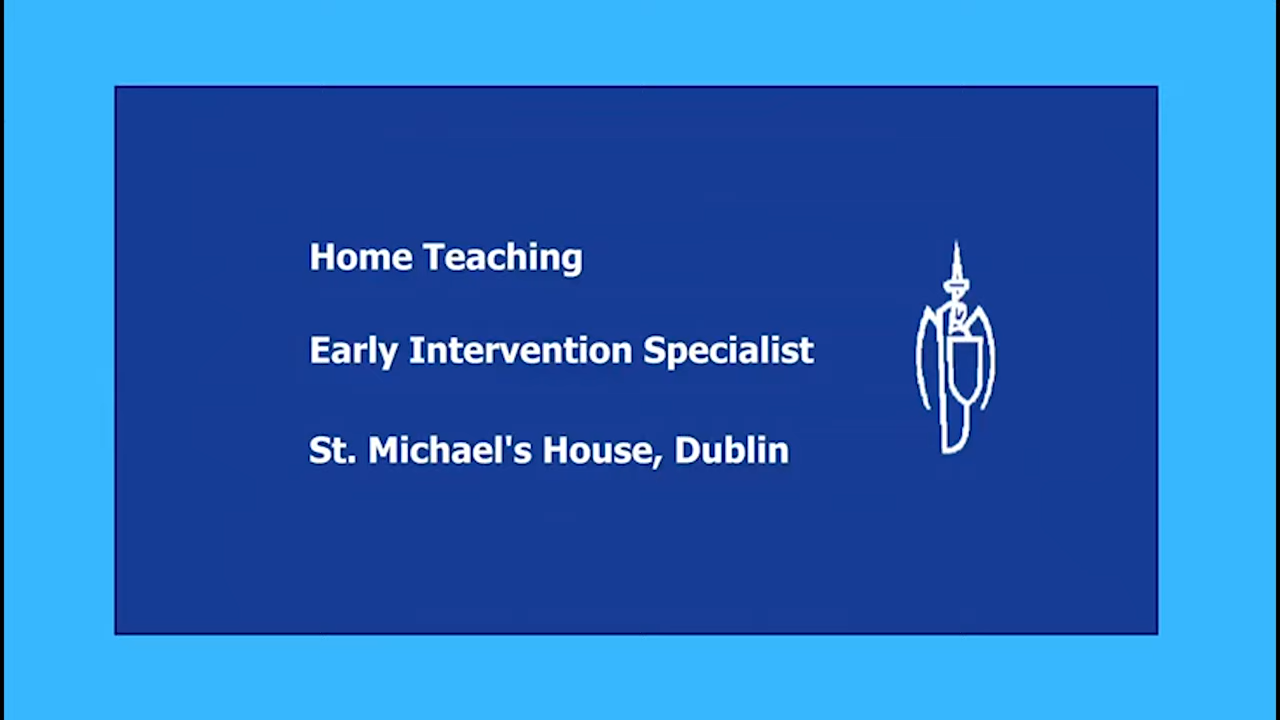 Home Teaching
Early Intervention Specialist
St. Michael's House, Dublin